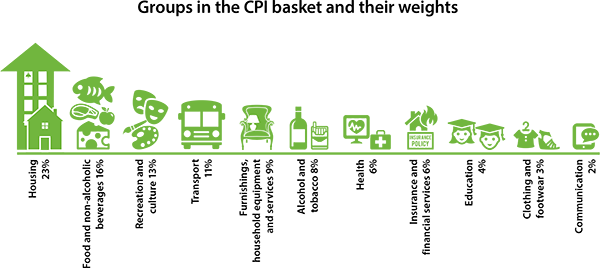 Groups in the CPI basket and their weights
INSURANCE
POLICY
2
Housing
23%
Food and non-alcoholic
beverages 16%
Recreation and
culture 13%
Transport
11%
Furnishings,
household equipment
and services 9%
Alcohol and
tobacco 8%
Health
6%
Insurance and
financial services 6%
Education
4%
Clothing and
footwear 3%
Communication
2%